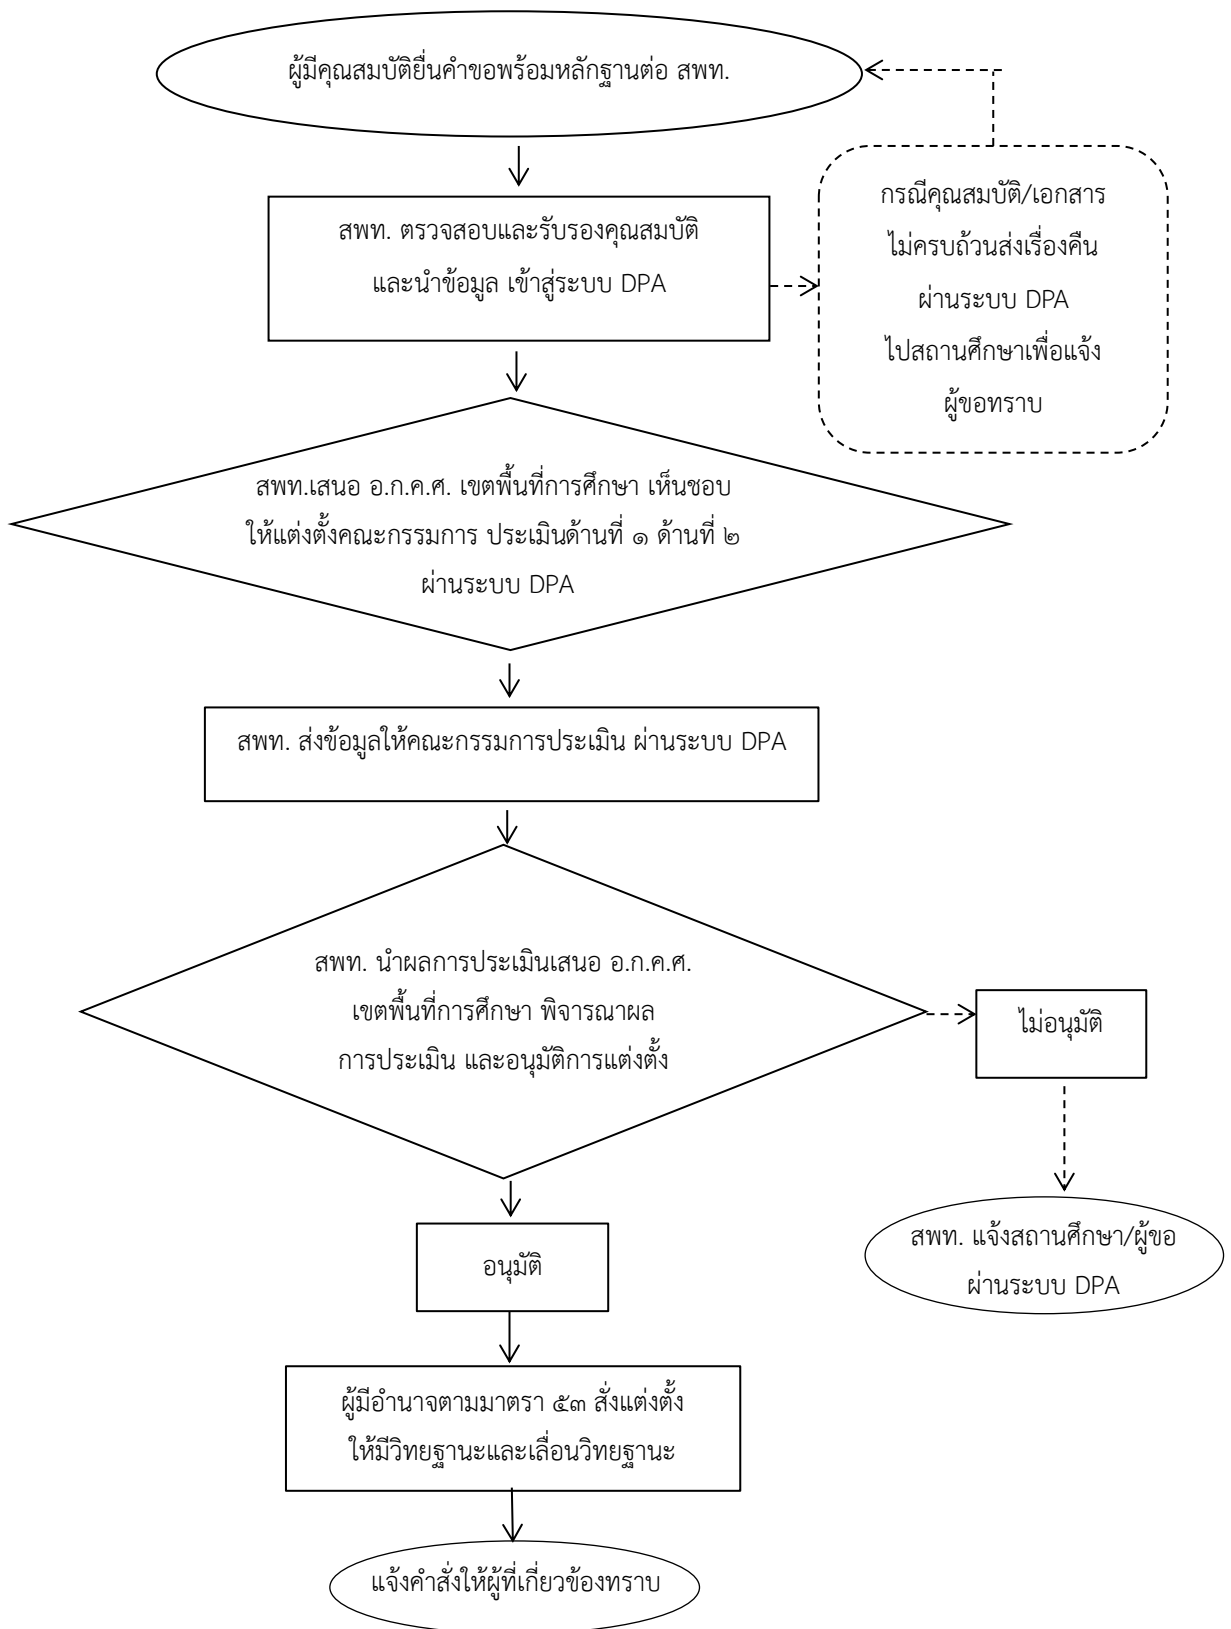 ผู้มีคุณสมบัติยื่นคำขอพร้อมหลักฐานต่อ สพท.
สพท. ตรวจสอบและรับรองคุณสมบัติ
และนำข้อมูล เข้าสู่ระบบ DPA
กรณีคุณสมบัติ/เอกสาร
ไม่ครบถ้วนส่งเรื่องคืน
ผ่านระบบ DPA
ไปสถานศึกษาเพื่อแจ้ง
ผู้ขอทราบ
สพท.เสนอ อ.ก.ค.ศ. เขตพื้นที่การศึกษา เห็นชอบ
ให้แต่งตั้งคณะกรรมการ ประเมินด้านที่ ๑ ด้านที่ ๒
ผ่านระบบ DPA
สพท. ส่งข้อมูลให้คณะกรรมการประเมิน ผ่านระบบ DPA
สพท. นำผลการประเมินเสนอ อ.ก.ค.ศ.
เขตพื้นที่การศึกษา พิจารณาผล
การประเมิน และอนุมัติการแต่งตั้ง
ไม่อนุมัติ
สพท. แจ้งสถานศึกษา/ผู้ขอ
ผ่านระบบ DPA
อนุมัติ
ผู้มีอำนาจตามมาตรา ๕๓ สั่งแต่งตั้ง
ให้มีวิทยฐานะและเลื่อนวิทยฐานะ
แจ้งคำสั่งให้ผู้ที่เกี่ยวข้องทราบ